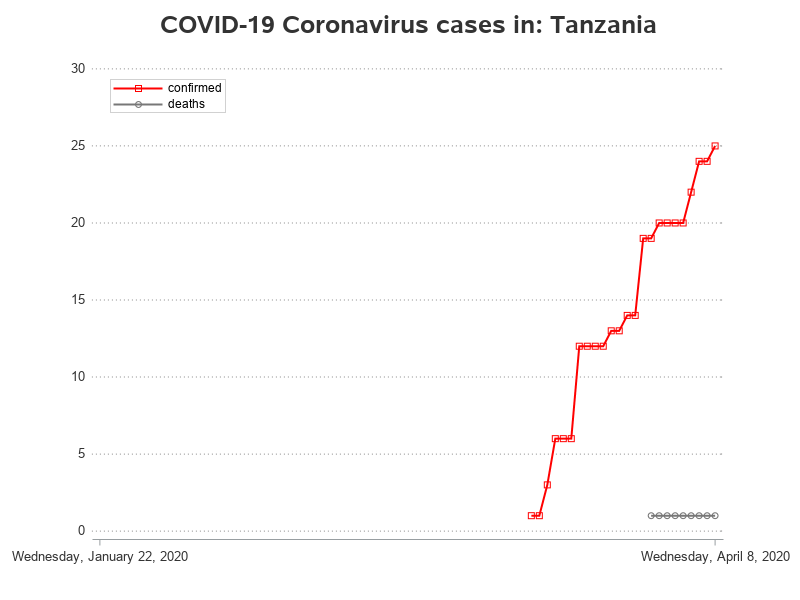 COVID-19 Coronavirus cases in: Tanzania
30
confirmed
deaths
25
20
15
10
5
0
Wednesday, January 22, 2020
Wednesday, April 8, 2020